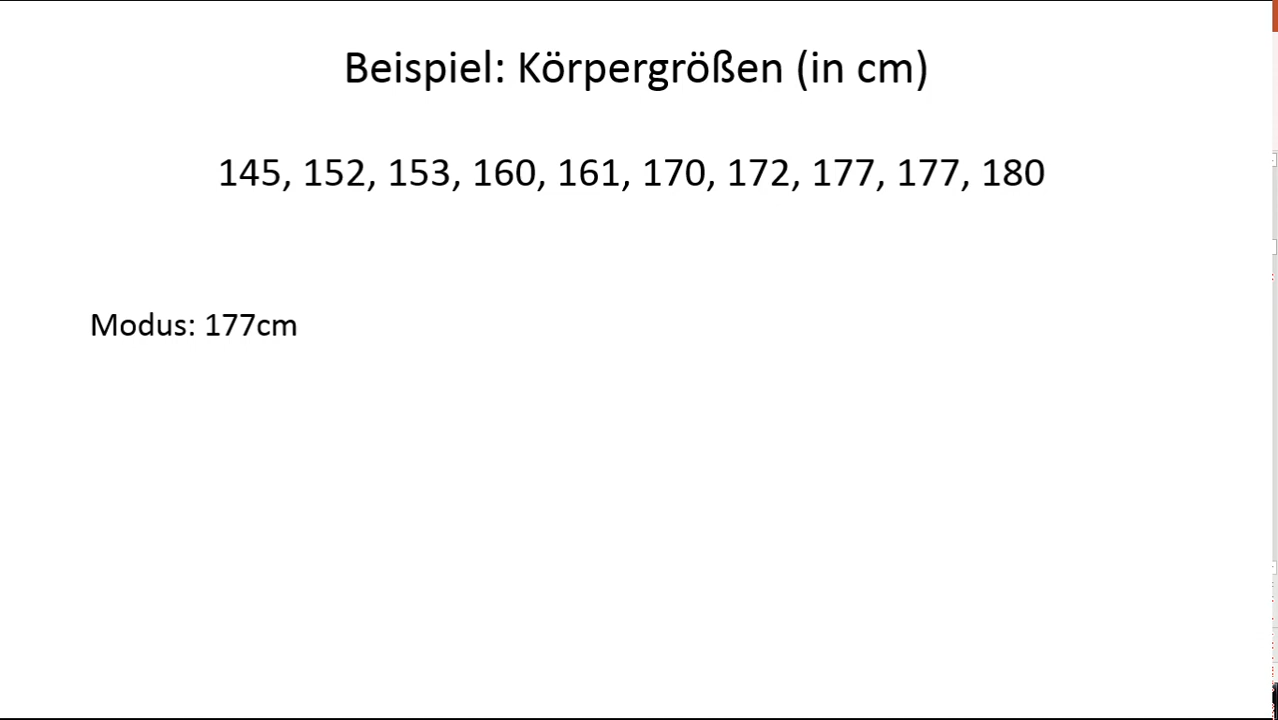 Beispiel: Körpergrößen (in cm)
145, 152, 153, 160, 161, 170, 172, 177, 177, 180
Modus: 177cm